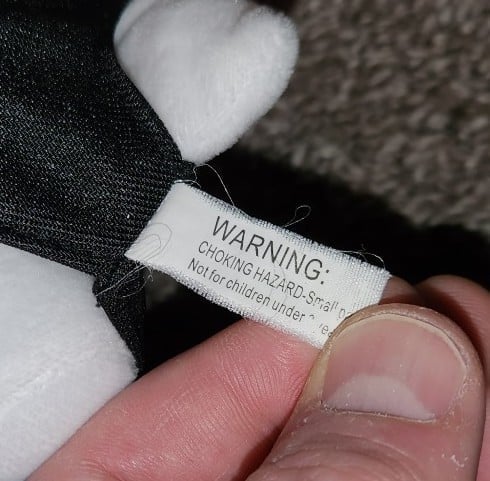 WARNING:
CHOKING HAZARD-Small
Not for children under